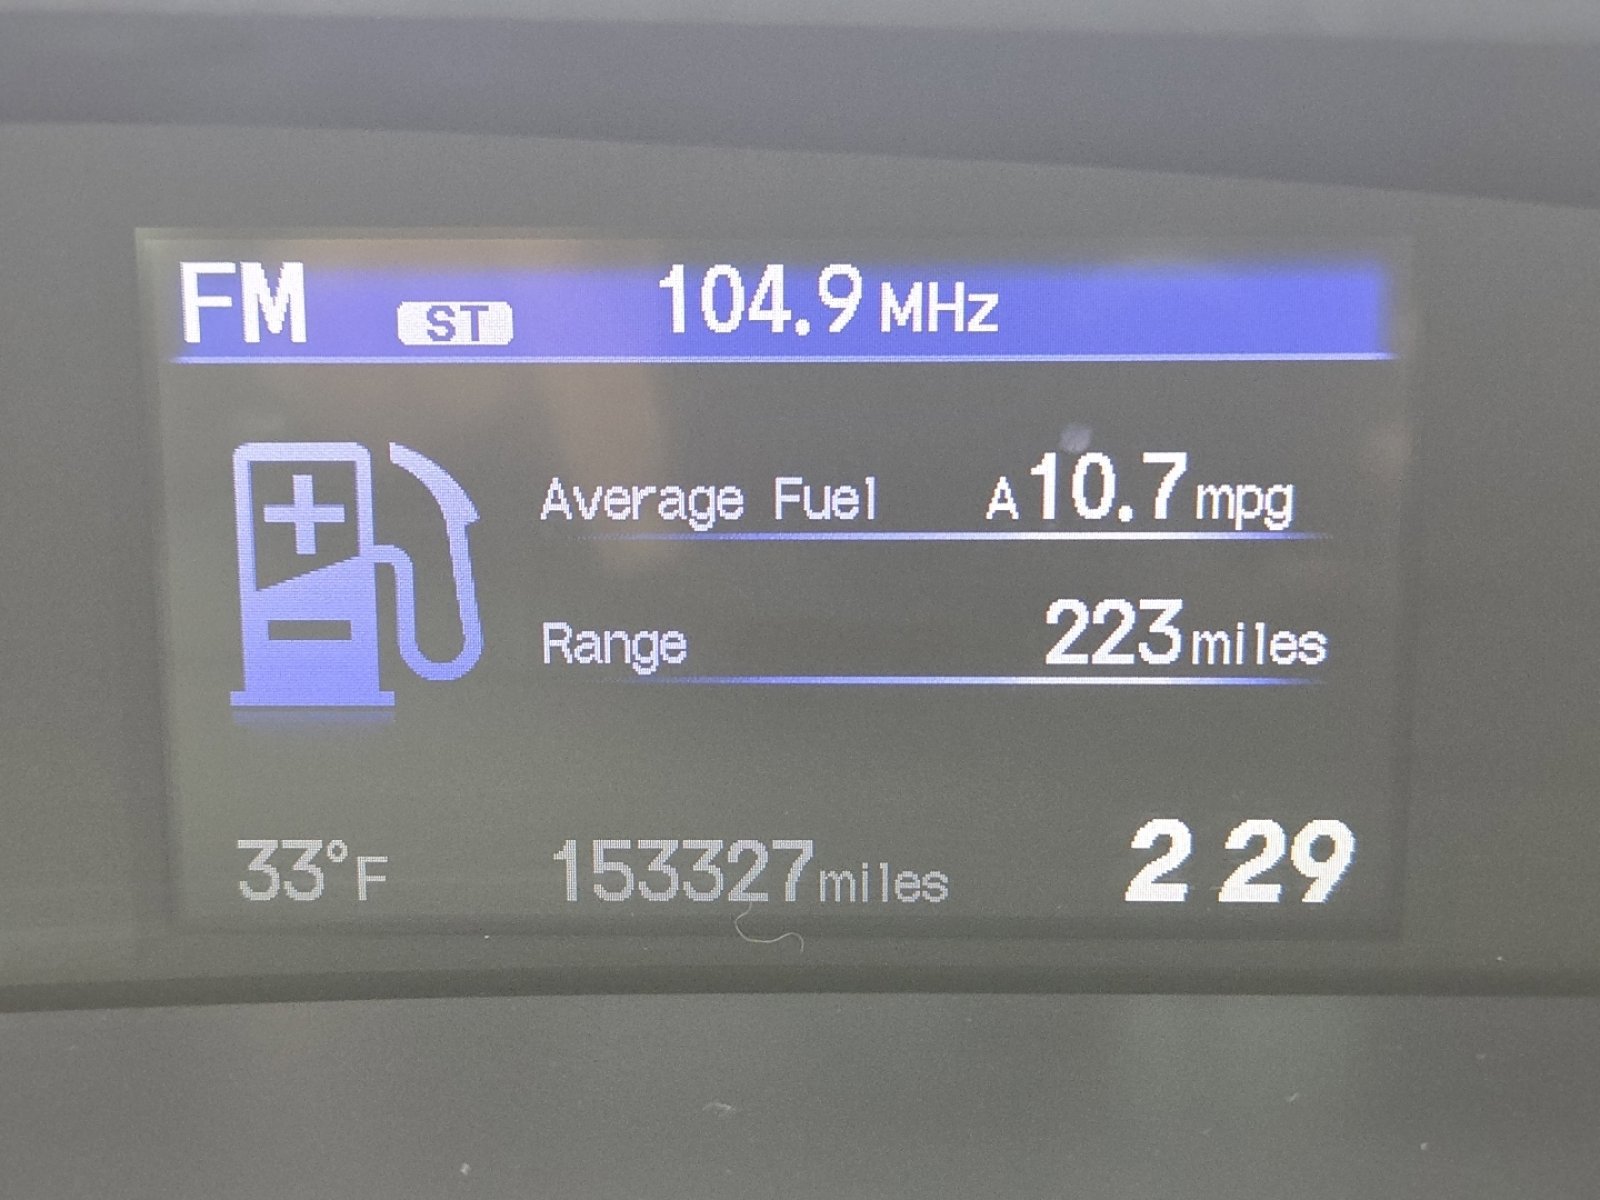 FM ST 104.9 MHz
Average Fuel A 10.7 mpg
Range 223 miles
33°F 153327 miles 2 29